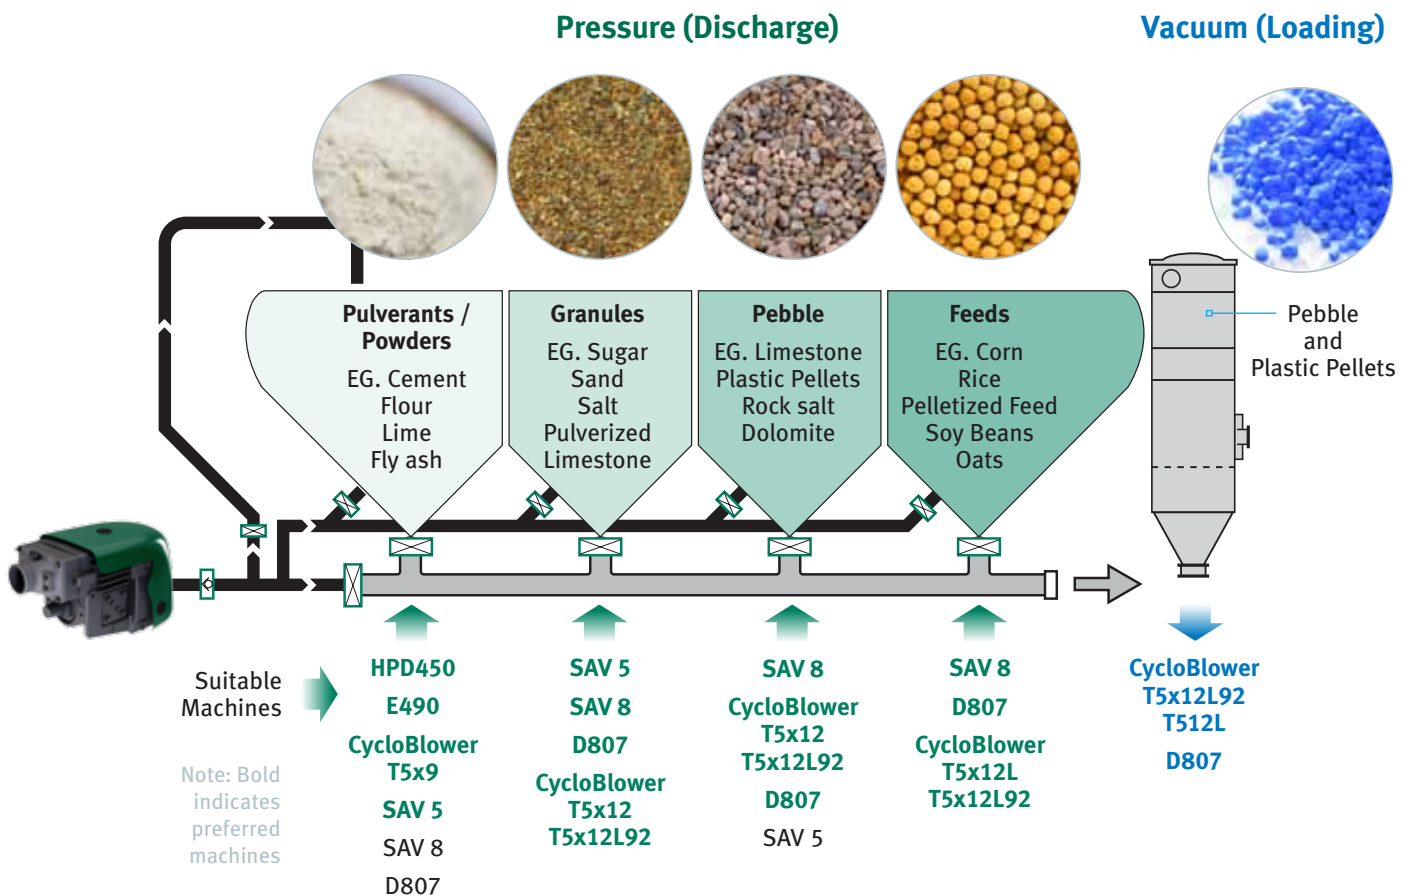 Pressure (Discharge)
Vacuum (Loading)
Pulverants /
Powders
EG. Cement
Flour
Lime
Fly ash
Granules
EG. Sugar
Sand
Salt
Pulverized
Limestone
Pebble
EG. Limestone
Plastic Pellets
Rock salt
Dolomite
Feeds
EG. Corn
Rice
Pelletized Feed
Soy Beans
Oats
Pebble
and
Plastic Pellets
Suitable
Machines
Note: Bold
indicates
preferred
machines
HPD450
E490
CycloBlower
T5x9
SAV 5
SAV 8
D807
SAV 5
SAV 8
D807
CycloBlower
T5x12
T5x12L92
SAV 8
CycloBlower
T5x12
T5x12L92
D807
SAV 5
SAV 8
D807
CycloBlower
T5x12L
T5x12L92
CycloBlower
T5x12L92
T512L
D807